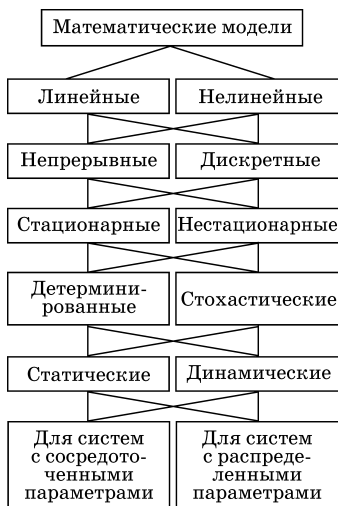 Математические модели
Линейные
Нелинейные
Непрерывные
Дискретные
Стационарные
Нестационарные
Детермини-
рованные
Стохастические
Статические
Динамические
Для систем
с сосредото-
ченными
параметрами
Для систем
с распреде-
ленными
параметрами